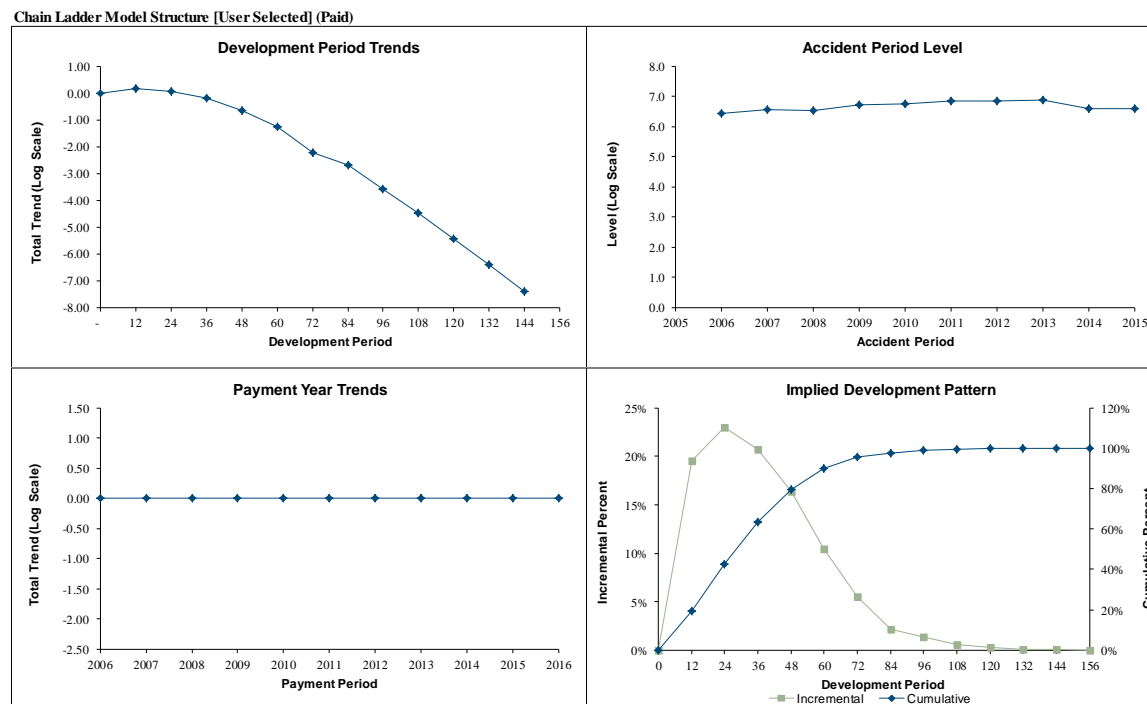 Chain Ladder Model Structure [User Selected] (Paid)
Development Period Trends
Total Trend (Log Scale)
1.00
0.00
-1.00
-2.00
-3.00
-4.00
-5.00
-6.00
-7.00
-8.00
- 12 24 36 48 60 72 84 96 108 120 132 144 156
Development Period
Accident Period Level
Level (Log Scale)
8.0
7.0
6.0
5.0
4.0
3.0
2.0
1.0
0.0
2005 2006 2007 2008 2009 2010 2011 2012 2013 2014 2015
Accident Period
Payment Year Trends
Total Trend (Log Scale)
1.50
1.00
0.50
0.00
-0.50
-1.00
-1.50
-2.00
-2.50
2006 2007 2008 2009 2010 2011 2012 2013 2014 2015 2016
Payment Period
Implied Development Pattern
Incremental Percent
25%
20%
15%
10%
5%
0%
120%
100%
80%
60%
40%
20%
0%
Cumulative Percent
0 12 24 36 48 60 72 84 96 108 120 132 144 156
Development Period
Incremental Cumulative